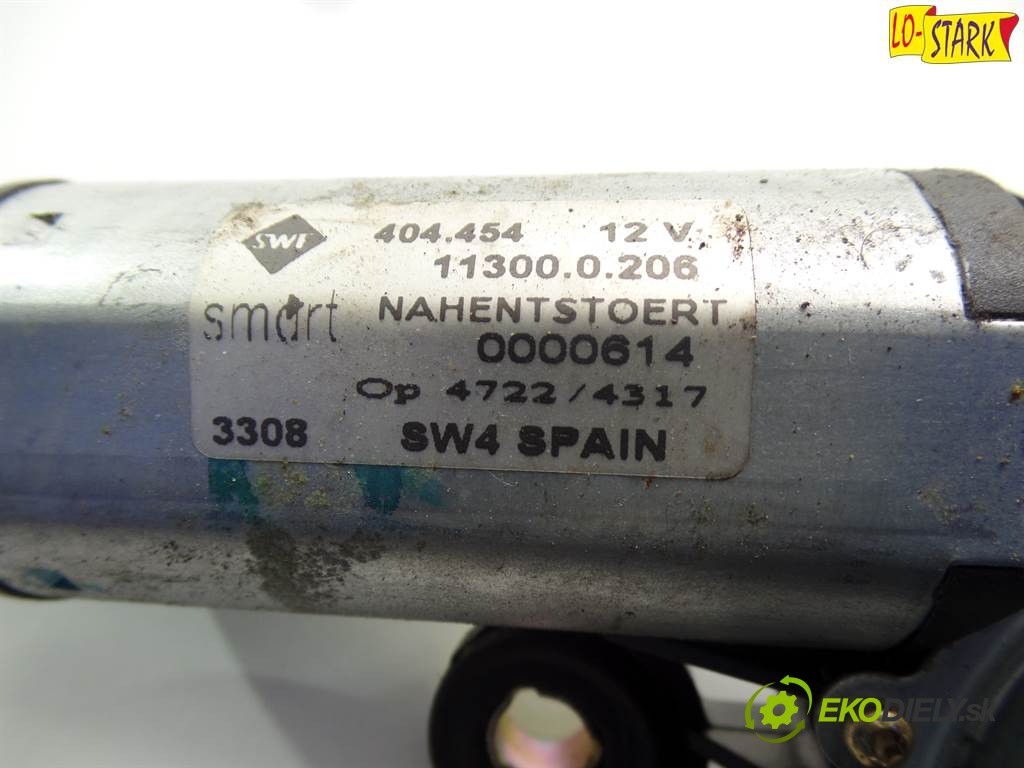 LO-STARK
SWF 404.454 12 V
11300.0.206
smart NAHENTSTOERT
0000614
Op 4722/4317
3308 SW4 SPAIN
EKODIELY.sk